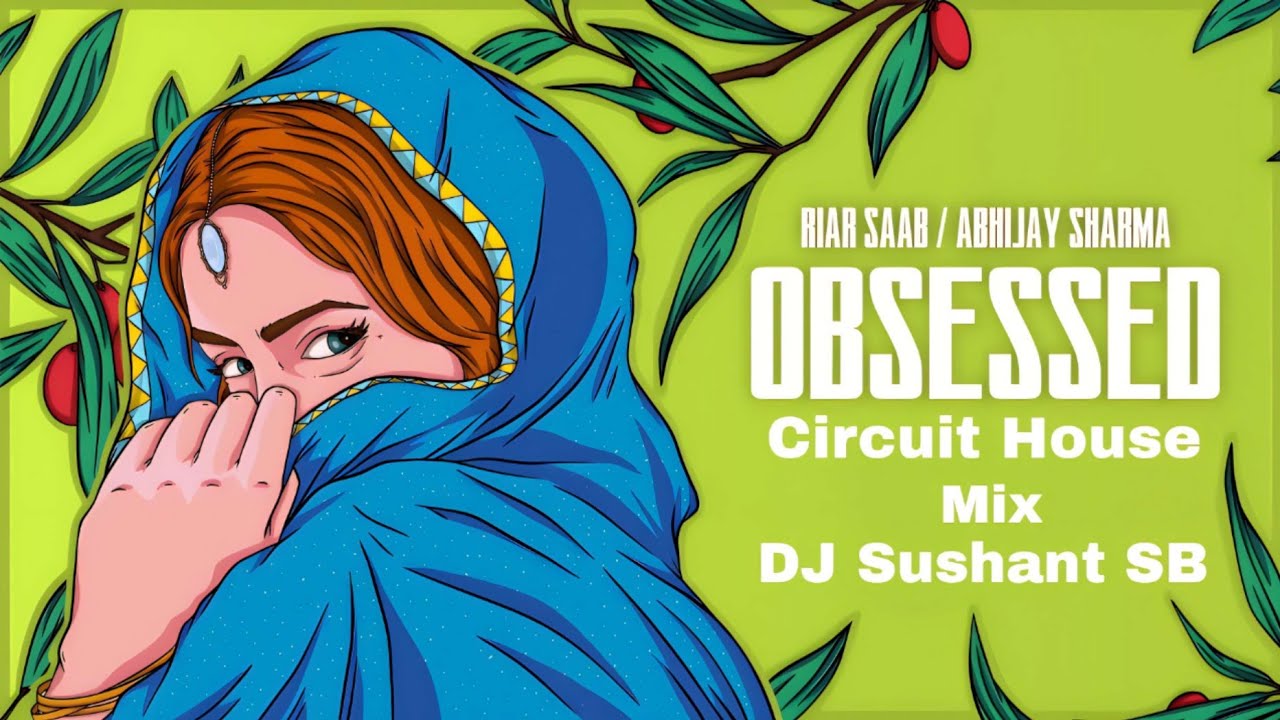 RIAR SAAB / ABHIJAY SHARMA
OBSESSED
Circuit House
Mix
DJ Sushant SB